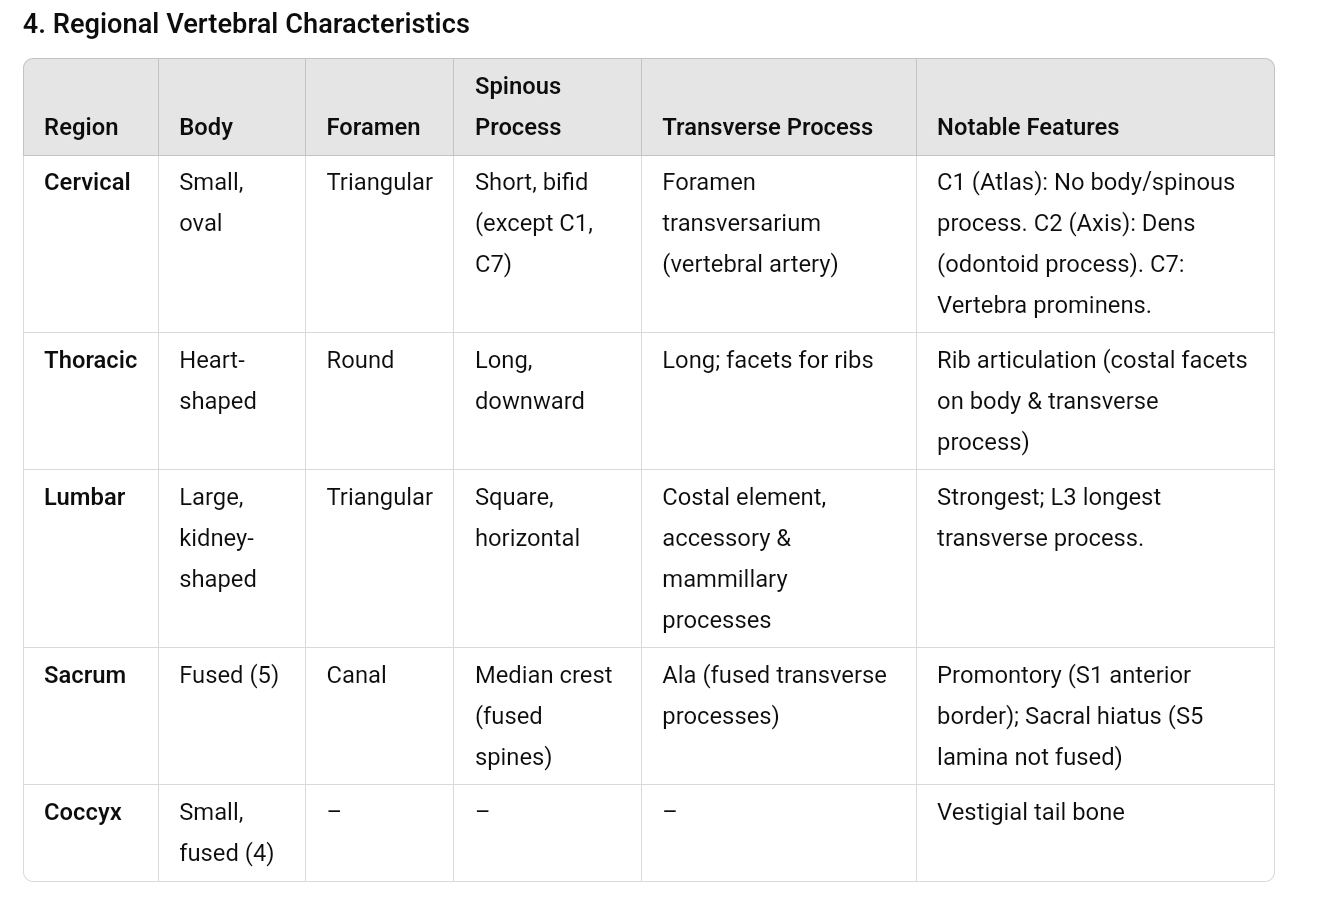 4. Regional Vertebral Characteristics
Region | Body | Foramen | Spinous Process | Transverse Process | Notable Features
Cervical | Small, oval | Triangular | Short, bifid (except C1, C7) | Foramen transversarium (vertebral artery) | C1 (Atlas): No body/spinous process. C2 (Axis): Dens (odontoid process). C7: Vertebra prominens.
Thoracic | Heart-shaped | Round | Long, downward | Long; facets for ribs | Rib articulation (costal facets on body & transverse process)
Lumbar | Large, kidney-shaped | Triangular | Square, horizontal | Costal element, accessory & mammillary processes | Strongest; L3 longest transverse process.
Sacrum | Fused (5) | Canal | Median crest (fused spines) | Ala (fused transverse processes) | Promontory (S1 anterior border); Sacral hiatus (S5 lamina not fused)
Coccyx | Small, fused (4) | – | – | – | Vestigial tail bone